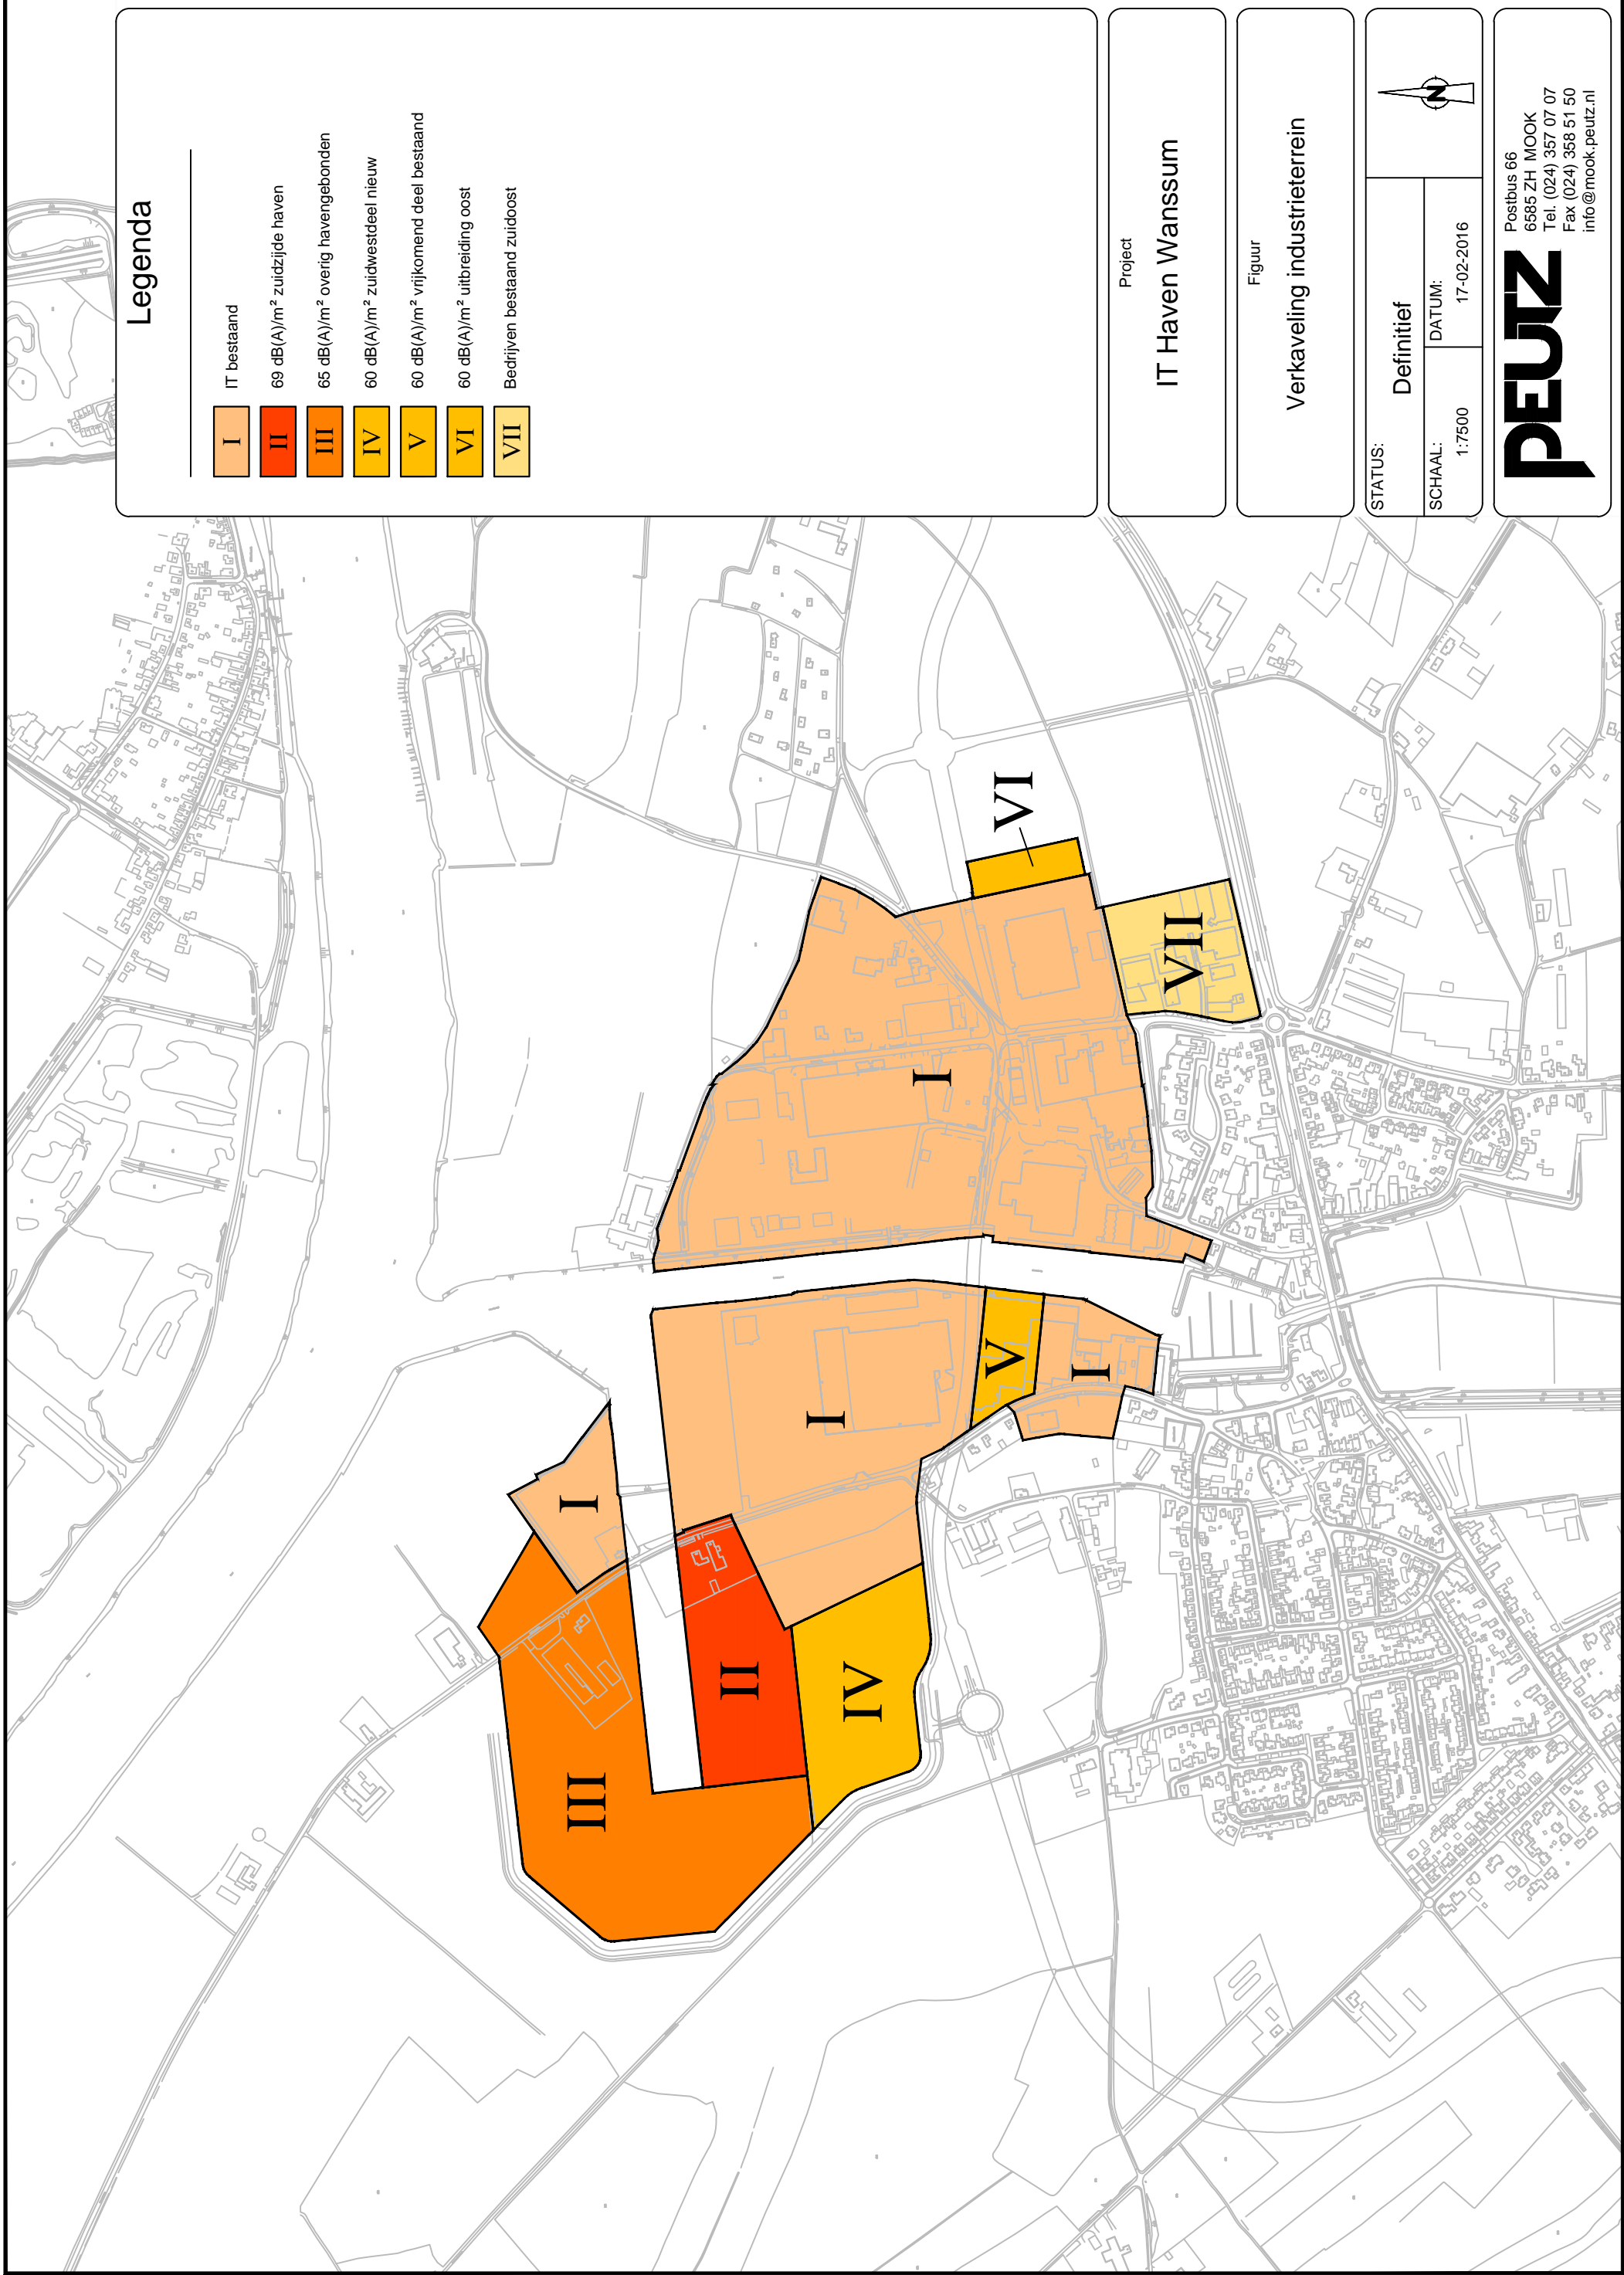 Legenda
I IT bestaand
II 69 dB(A)/m² zuidzijde haven
III 65 dB(A)/m² overig havengebonden
IV 60 dB(A)/m² zuidwestdeel nieuw
V 60 dB(A)/m² vrijkomend deel bestaand
VI 60 dB(A)/m² uitbreiding oost
VII Bedrijven bestand zuidoost
Project
IT Haven Wanssum
Figuur
Verkaveling industrieterrein
STATUS:
Definitief
SCHAAL:
1:7500
DATUM:
17-02-2016
N
PEUTZ
Postbus 66
6585 ZH MOOK
Tel. (024) 357 07 07
Fax (024) 358 51 50
info@mook.peutz.nl
III
I
II
IV
I
V
I
I
VI
VII